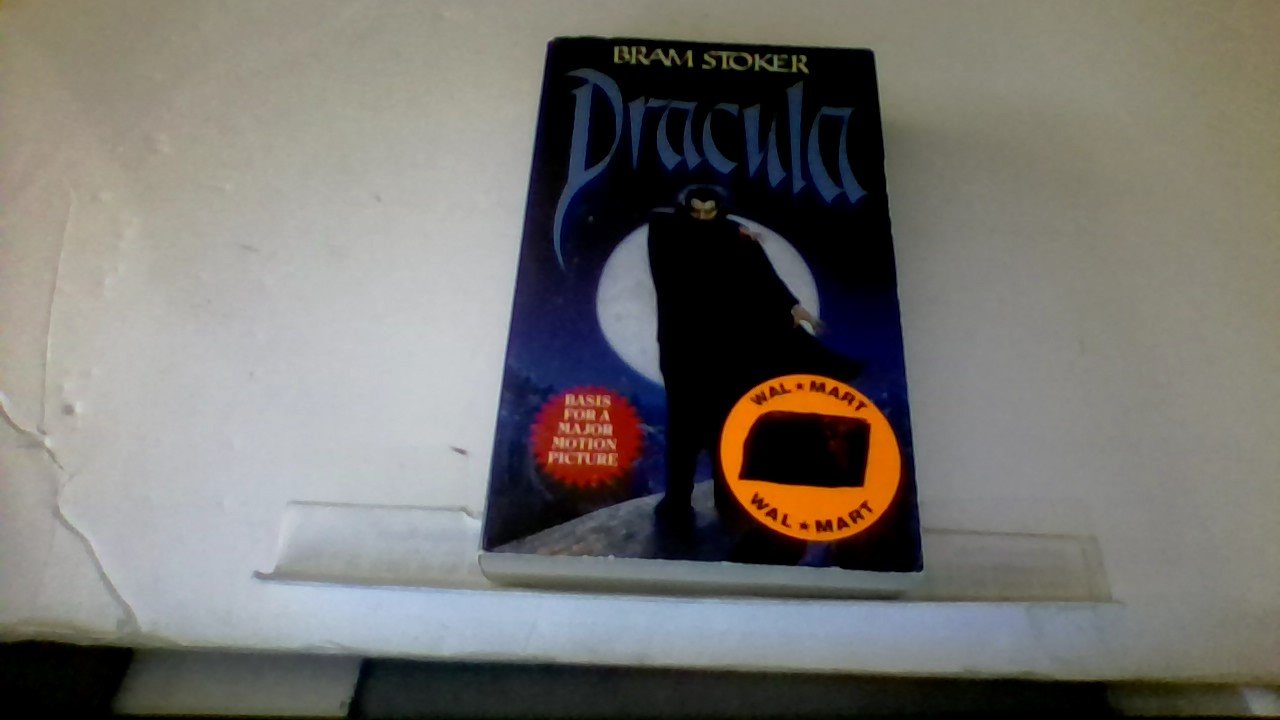 BRAM STOKER
Dracula
BASIS
FOR A
MAJOR
MOTION
PICTURE
WAL★MART
WAL★MART